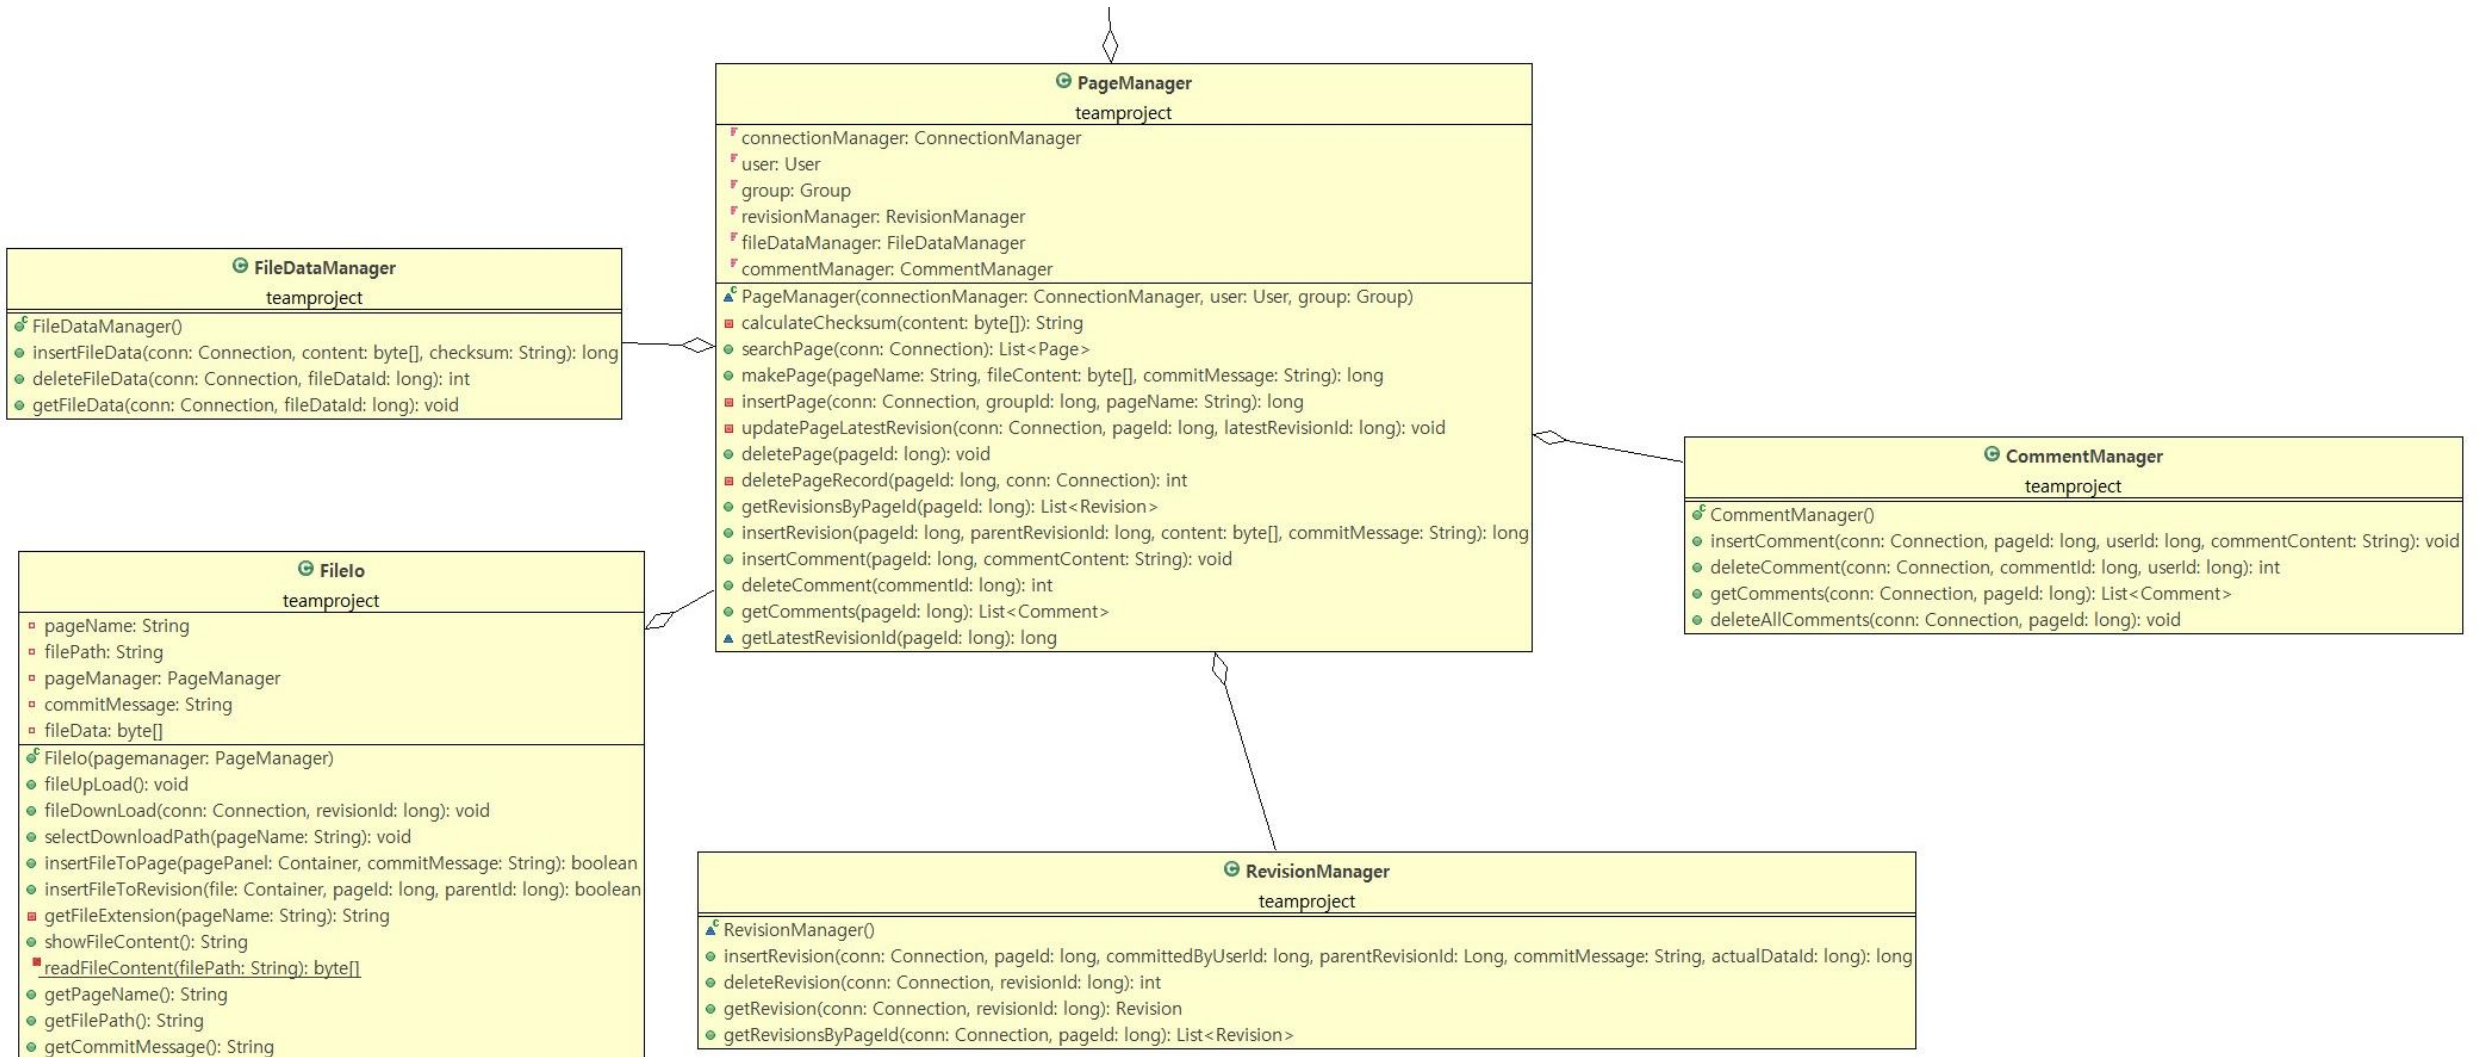 PageManager
teamproject
connectionManager: ConnectionManager
user: User
group: Group
revisionManager: RevisionManager
fileDataManager: FileDataManager
commentManager: CommentManager
PageManager(connectionManager: ConnectionManager, user: User, group: Group)
calculateChecksum(content: byte[]): String
searchPage(conn: Connection): List<Page>
makePage(pageName: String, fileContent: byte[], commitMessage: String): long
insertPage(conn: Connection, groupId: long, pageName: String): long
updatePageLatestRevision(conn: Connection, pageId: long, latestRevisionId: long): void
deletePage(pageId: long): void
deletePageRecord(pageId: long, conn: Connection): int
getRevisionsByPageId(pageId: long): List<Revision>
insertRevision(pageId: long, parentRevisionId: long, content: byte[], commitMessage: String): long
insertComment(pageId: long, commentContent: String): void
deleteComment(commentId: long): int
getComments(pageId: long): List<Comment>
getLatestRevisionId(pageId: long): long
FileDataManager
teamproject
FileDataManager()
insertFileData(conn: Connection, content: byte[], checksum: String): long
deleteFileData(conn: Connection, fileDataId: long): int
getFileData(conn: Connection, fileDataId: long): void
CommentManager
teamproject
CommentManager()
insertComment(conn: Connection, pageId: long, userId: long, commentContent: String): void
deleteComment(conn: Connection, commentId: long, userId: long): int
getComments(conn: Connection, pageId: long): List<Comment>
deleteAllComments(conn: Connection, pageId: long): void
FileIo
teamproject
pageName: String
filePath: String
pageManager: PageManager
commitMessage: String
fileData: byte[]
FileIo(pagemanager: PageManager)
fileUpLoad(): void
fileDownLoad(conn: Connection, revisionId: long): void
selectDownloadPath(pageName: String): void
insertFileToPage(pagePanel: Container, commitMessage: String): boolean
insertFileToRevision(file: Container, pageId: long, parentId: long): boolean
getFileExtension(pageName: String): String
showFileContent(): String
readFileContent(filePath: String): byte[]
getPageName(): String
getFilePath(): String
getCommitMessage(): String
RevisionManager
teamproject
RevisionManager()
insertRevision(conn: Connection, pageId: long, committedByUserId: long, parentRevisionId: Long, commitMessage: String, actualDataId: long): long
deleteRevision(conn: Connection, revisionId: long): int
getRevision(conn: Connection, revisionId: long): Revision
getRevisionsByPageId(conn: Connection, pageId: long): List<Revision>